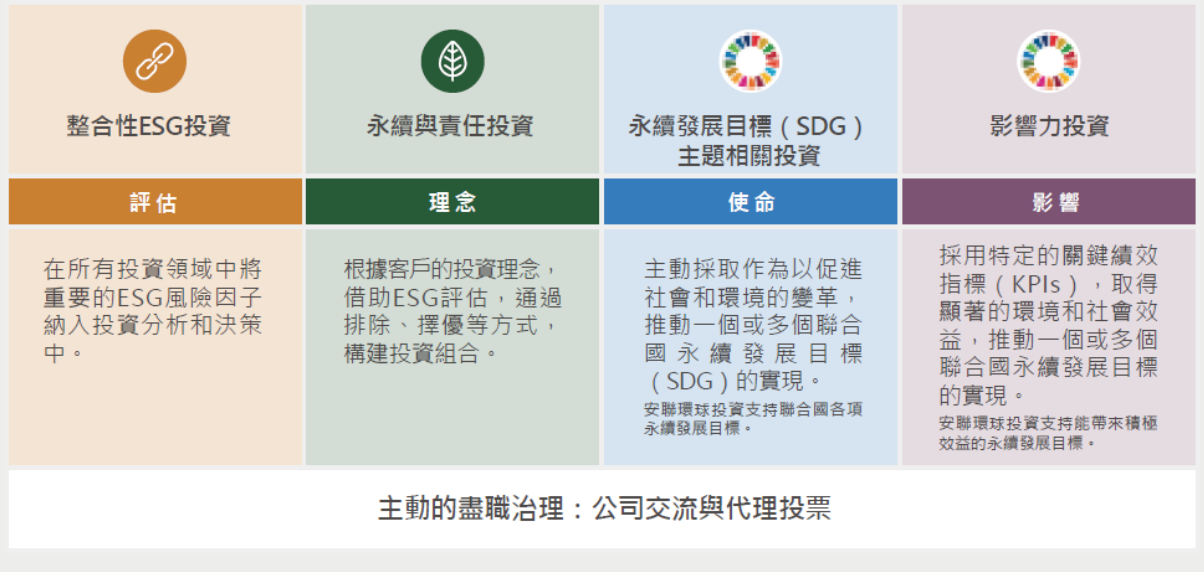 整合性ESG投資
永續與責任投資
永續發展目標（SDG）
主題相關投資
影響力投資
評估
理念
使命
影響
在所有投資領域中將
重要的ESG風險因子
納入投資分析和決策
中。
根據客戶的投資理念，
借助ESG評估，通過
排除、擇優等方式，
構建投資組合。
主動採取作為以促進
社會和環境的變革，
推動一個或多個聯合
國永續發展目標
（SDG）的實現。
安聯環球投資支持聯合國各項
永續發展目標。
採用特定的關鍵績效
指標（KPIs），取得
顯著的環境和社會效
益，推動一個或多個
聯合國永續發展目標
的實現。
安聯環球投資支持能帶來積極
效益的永續發展目標。
主動的盡職治理：公司交流與代理投票